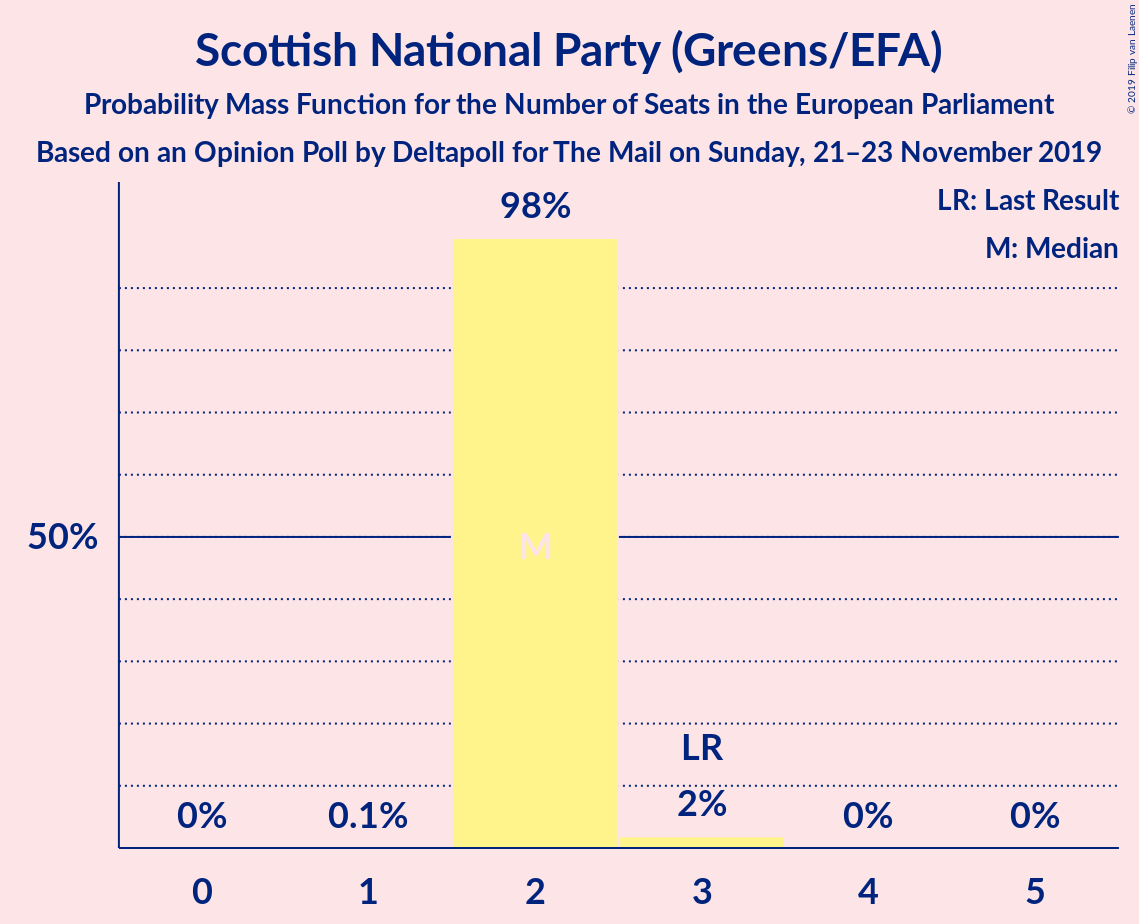 Scottish National Party (Greens/EFA)
Probability Mass Function for the Number of Seats in the European Parliament
Based on an Opinion Poll by Deltapoll for The Mail on Sunday, 21–23 November 2019
© 2019 Filip van Laenen
LR: Last Result
M: Median
98%
50%
M
LR
0%
0.1%
2%
0%
0%
0
1
2
3
4
5